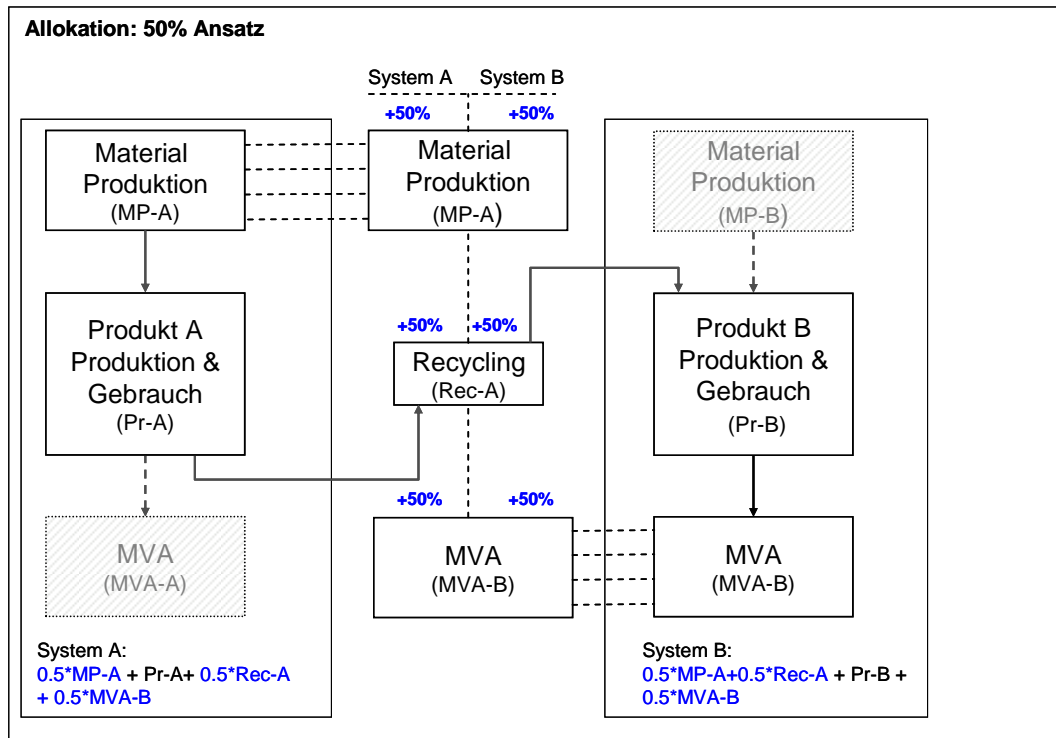 Allokation: 50% Ansatz
System A
System B
+50%
+50%
Material
Produktion
(MP-A)
Material
Produktion
(MP-A)
Material
Produktion
(MP-B)
Produkt A
Produktion &
Gebrauch
(Pr-A)
+50%
+50%
Recycling
(Rec-A)
Produkt B
Produktion &
Gebrauch
(Pr-B)
+50%
+50%
MVA
(MVA-A)
MVA
(MVA-B)
MVA
(MVA-B)
System A:
0.5*MP-A + Pr-A+ 0.5*Rec-A
+ 0.5*MVA-B
System B:
0.5*MP-A+0.5*Rec-A + Pr-B +
0.5*MVA-B